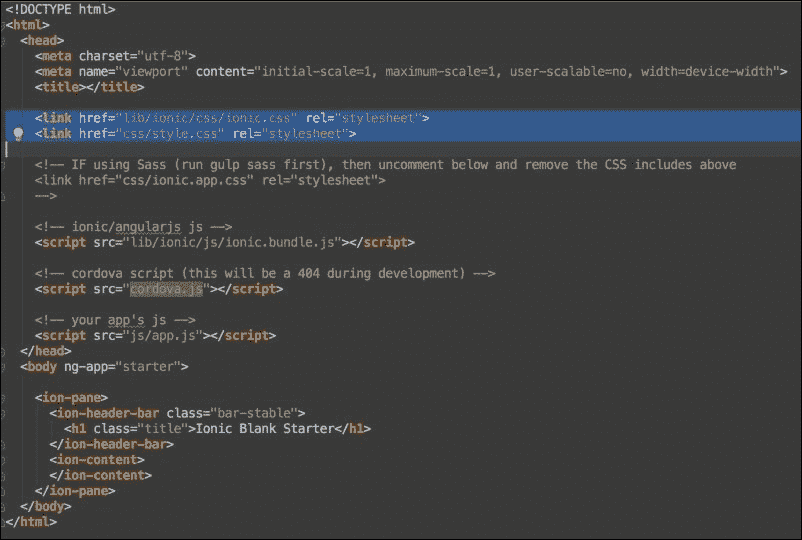 <!DOCTYPE html>
<html>
<head>
<meta charset="utf-8">
<meta name="viewport" content="initial-scale=1, maximum-scale=1, user-scalable=no, width=device-width">
<title></title>
<link href="lib/ionic/css/ionic.css" rel="stylesheet">
<link href="css/style.css" rel="stylesheet">
<!-- IF using Sass (run gulp sass first), then uncomment below and remove the CSS includes above
<link href="css/ionic.app.css" rel="stylesheet">
-->
<!-- ionic/angularjs js -->
<script src="lib/ionic/js/ionic.bundle.js"></script>
<!-- cordova script (this will be a 404 during development) -->
<script src="cordova.js"></script>
<!-- your app's js -->
<script src="js/app.js"></script>
</head>
<body ng-app="starter">
<ion-pane>
<ion-header-bar class="bar-stable">
<h1 class="title">Ionic Blank Starter</h1>
</ion-header-bar>
<ion-content>
</ion-content>
</ion-pane>
</body>
</html>